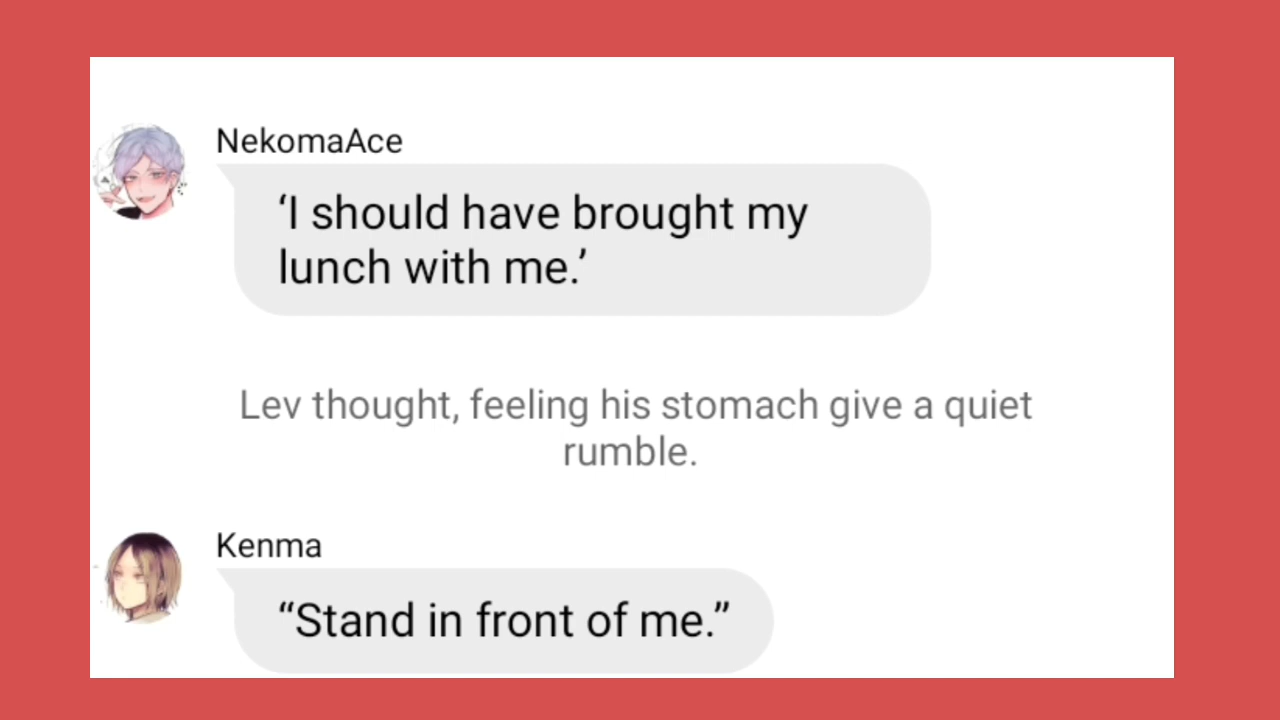 NekomaAce
‘I should have brought my
lunch with me.’
Lev thought, feeling his stomach give a quiet
rumble.
Kenma
“Stand in front of me.”